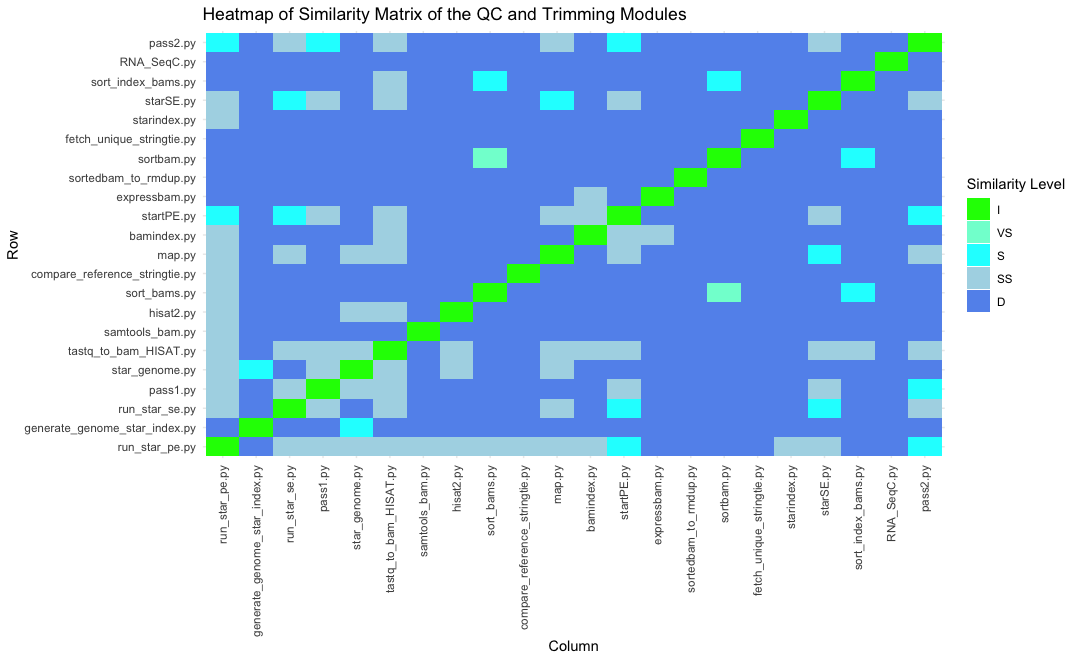 Heatmap of Similarity Matrix of the QC and Trimming Modules
Row
pass2.py
RNA_SeqC.py
sort_index_bams.py
starSE.py
starindex.py
fetch_unique_stringtie.py
sortbam.py
sortedbam_to_rmdup.py
expressbam.py
startPE.py
bamindex.py
map.py
compare_reference_stringtie.py
sort_bams.py
hisat2.py
samtools_bam.py
tastq_to_bam_HISAT.py
star_genome.py
pass1.py
run_star_se.py
generate_genome_star_index.py
run_star_pe.py
run_star_pe.py
generate_genome_star_index.py
run_star_se.py
pass1.py
star_genome.py
tastq_to_bam_HISAT.py
samtools_bam.py
hisat2.py
sort_bams.py
compare_reference_stringtie.py
map.py
bamindex.py
startPE.py
expressbam.py
sortedbam_to_rmdup.py
sortbam.py
fetch_unique_stringtie.py
starindex.py
starSE.py
sort_index_bams.py
RNA_SeqC.py
pass2.py
Column
Similarity Level
I
VS
S
SS
D